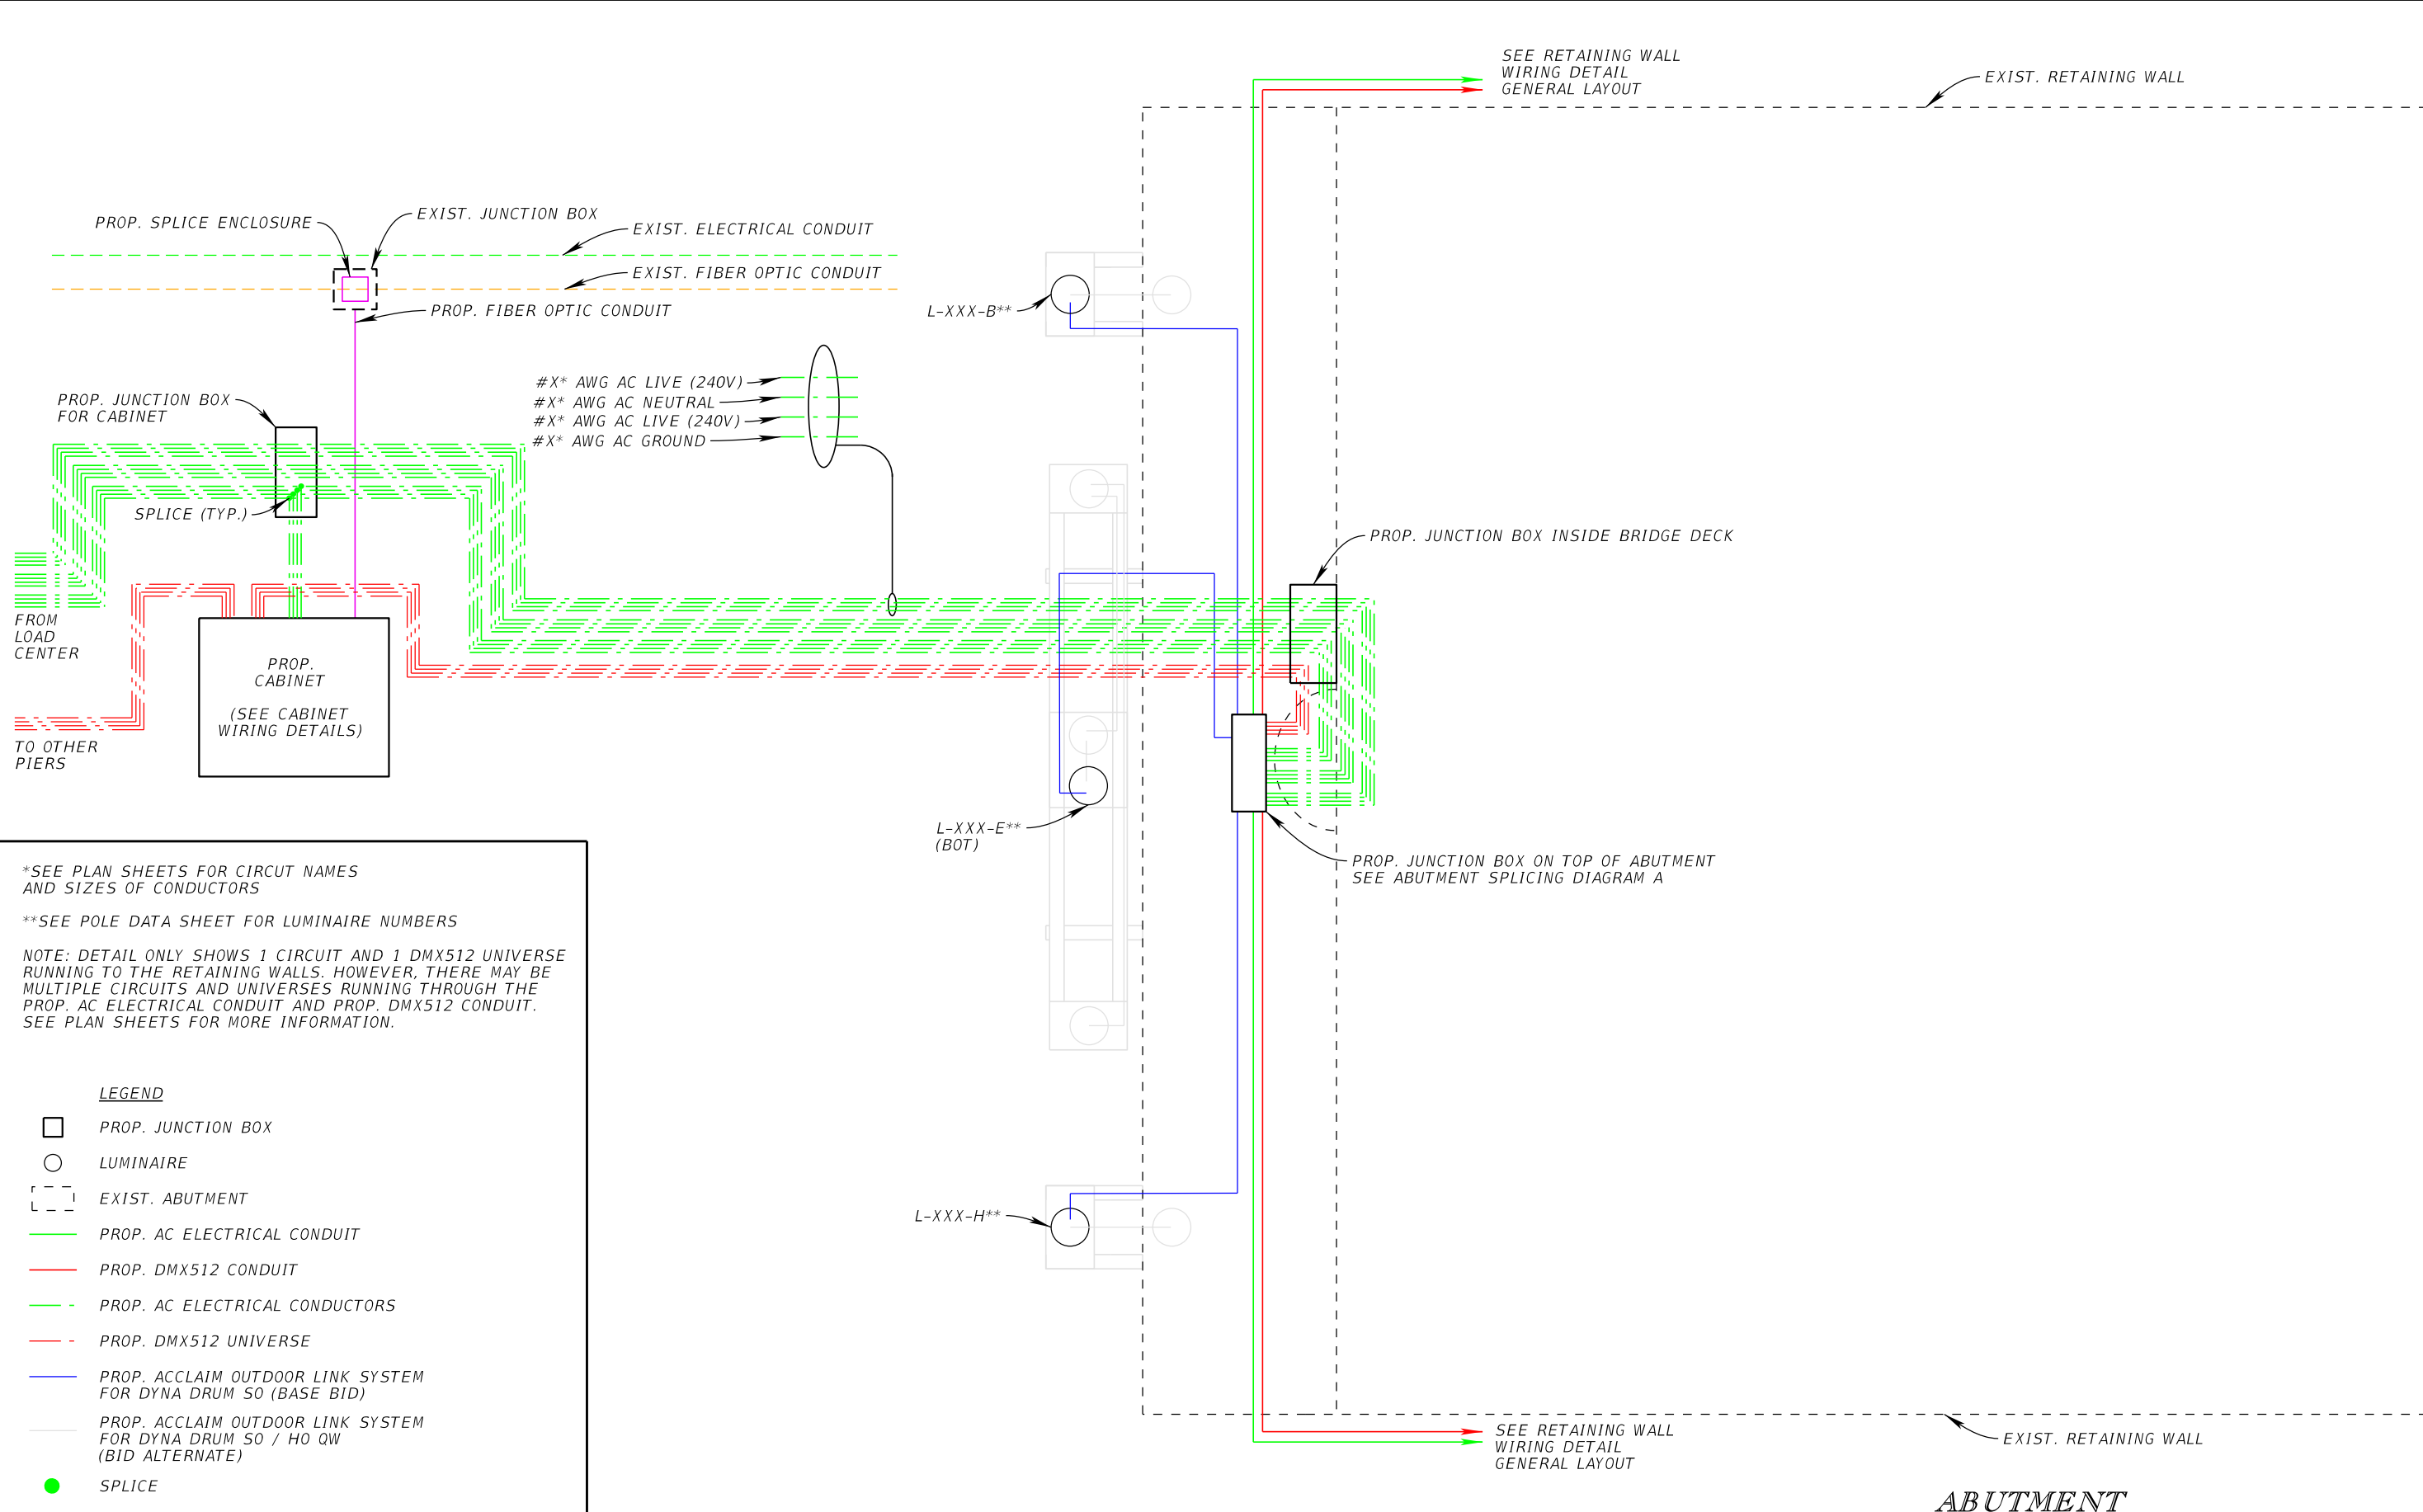 SEE RETAINING WALL
WIRING DETAIL
GENERAL LAYOUT
EXIST. RETAINING WALL
PROP. SPLICE ENCLOSURE
EXIST. JUNCTION BOX
EXIST. ELECTRICAL CONDUIT
EXIST. FIBER OPTIC CONDUIT
PROP. FIBER OPTIC CONDUIT
L-XXX-B**
#X* AWG AC LIVE (240V)
#X* AWG AC NEUTRAL
#X* AWG AC LIVE (240V)
#X* AWG AC GROUND
PROP. JUNCTION BOX
FOR CABINET
SPLICE (TYP.)
PROP. JUNCTION BOX INSIDE BRIDGE DECK
FROM
LOAD
CENTER
PROP.
CABINET
(SEE CABINET
WIRING DETAILS)
TO OTHER
PIERS
L-XXX-E**
(BOT)
PROP. JUNCTION BOX ON TOP OF ABUTMENT
SEE ABUTMENT SPLICING DIAGRAM A
*SEE PLAN SHEETS FOR CIRCUT NAMES
AND SIZES OF CONDUCTORS
**SEE POLE DATA SHEET FOR LUMINAIRE NUMBERS
NOTE: DETAIL ONLY SHOWS 1 CIRCUIT AND 1 DMX512 UNIVERSE
RUNNING TO THE RETAINING WALLS. HOWEVER, THERE MAY BE
MULTIPLE CIRCUITS AND UNIVERSES RUNNING THROUGH THE
PROP. AC ELECTRICAL CONDUIT AND PROP. DMX512 CONDUIT.
SEE PLAN SHEETS FOR MORE INFORMATION.
LEGEND
PROP. JUNCTION BOX
LUMINAIRE
EXIST. ABUTMENT
PROP. AC ELECTRICAL CONDUIT
PROP. DMX512 CONDUIT
PROP. AC ELECTRICAL CONDUCTORS
PROP. DMX512 UNIVERSE
PROP. ACCLAIM OUTDOOR LINK SYSTEM
FOR DYNA DRUM SO (BASE BID)
PROP. ACCLAIM OUTDOOR LINK SYSTEM
FOR DYNA DRUM SO / HO QW
(BID ALTERNATE)
SPLICE
L-XXX-H**
SEE RETAINING WALL
WIRING DETAIL
GENERAL LAYOUT
EXIST. RETAINING WALL
ABUTMENT